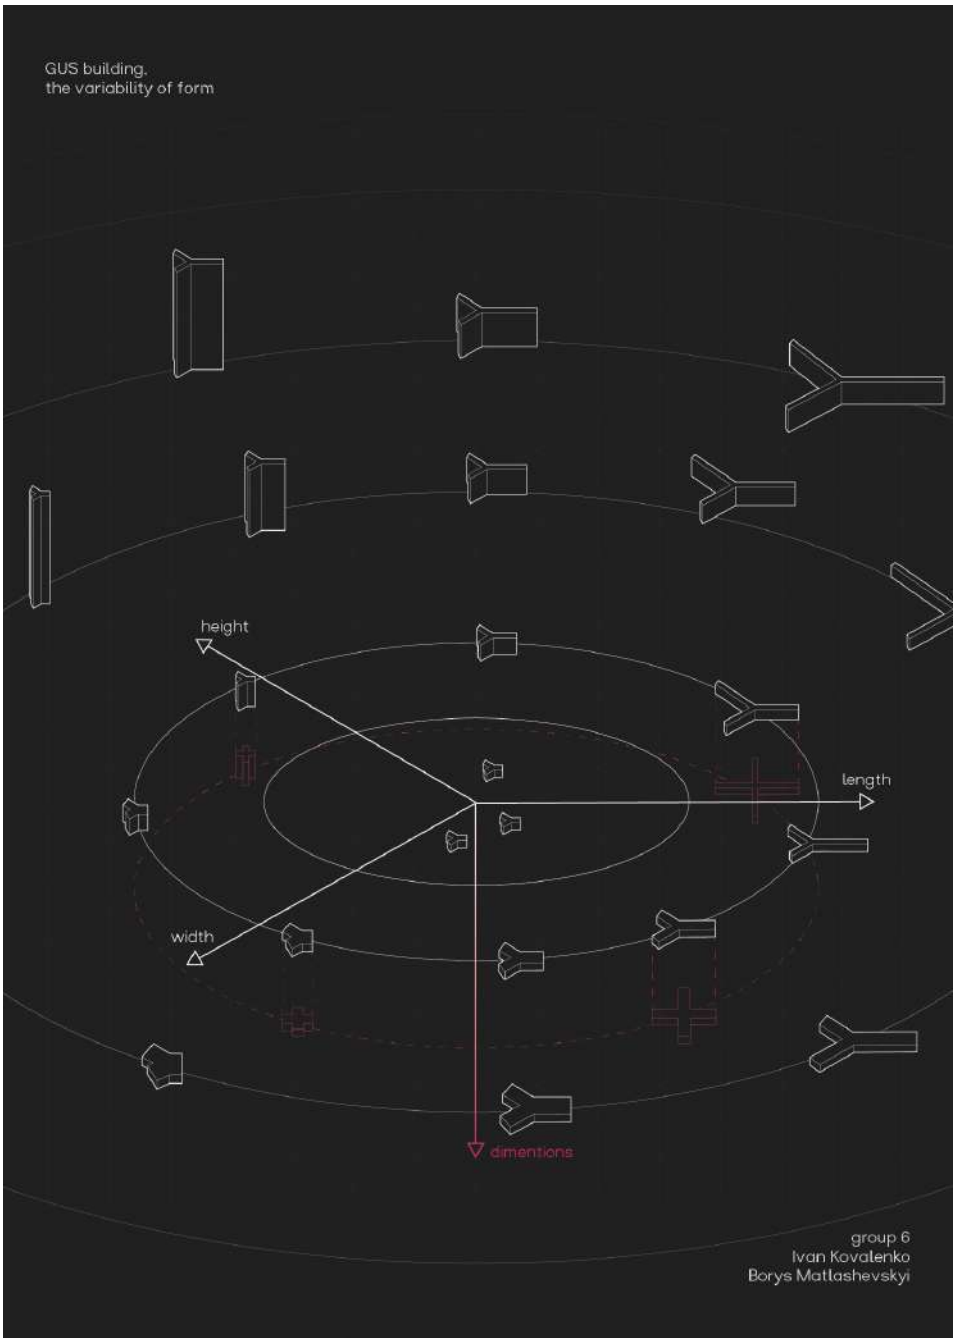 GUS building,
the variability of form
height
length
width
dimentions
group 6
Ivan Kovalenko
Borys Matlashevskyi